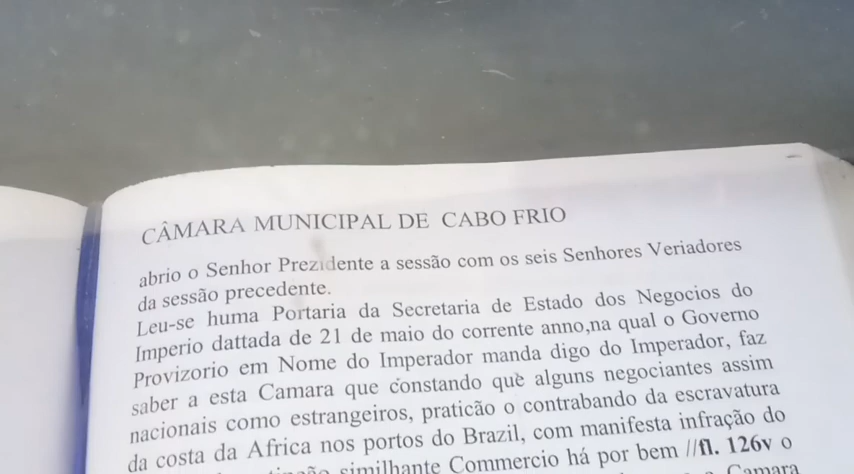 CÂMARA MUNICIPAL DE CABO FRIO
abrio o Senhor Prezidente a sessão com os seis Senhores Veriadores
da sessão precedente.
Leu-se huma Portaria da Secretaria de Estado dos Negocios do
Imperio dattada de 21 de maio do corrente anno,na qual o Governo
Provizorio em Nome do Imperador manda digo do Imperador, faz
saber a esta Camara que constando què alguns negociantes assim
nacionais como estrangeiros, praticão o contrabando da escravatura
da costa da Africa nos portos do Brazil, com manifesta infração do
similhante Commercio há por bem //fl. 126v o
Camara